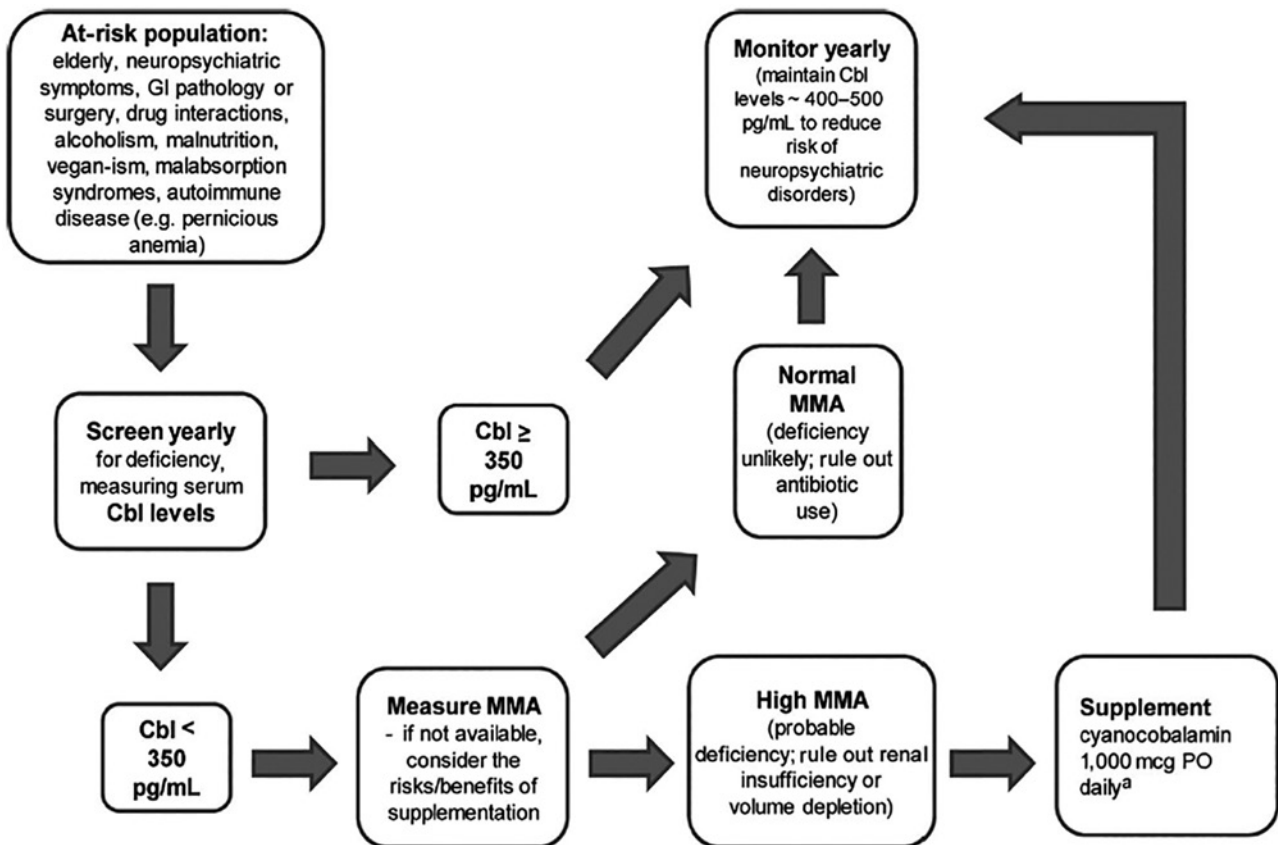 At-risk population:
elderly, neuropsychiatric
symptoms, GI pathology or
surgery, drug interactions,
alcoholism, malnutrition,
vegan-ism, malabsorption
syndromes, autoimmune
disease (e.g. pernicious
anemia)
Monitor yearly
(maintain Cbl
levels ~ 400–500
pg/mL to reduce
risk of
neuropsychiatric
disorders)
Screen yearly
for deficiency,
measuring serum
Cbl levels
Cbl ≥
350
pg/mL
Normal
MMA
(deficiency
unlikely; rule out
antibiotic
use)
Cbl <
350
pg/mL
Measure MMA
- if not available,
consider the
risks/benefits of
supplementation
High MMA
(probable
deficiency; rule out renal
insufficiency or
volume depletion)
Supplement
cyanocobalamin
1,000 mcg PO
dailyᵃ